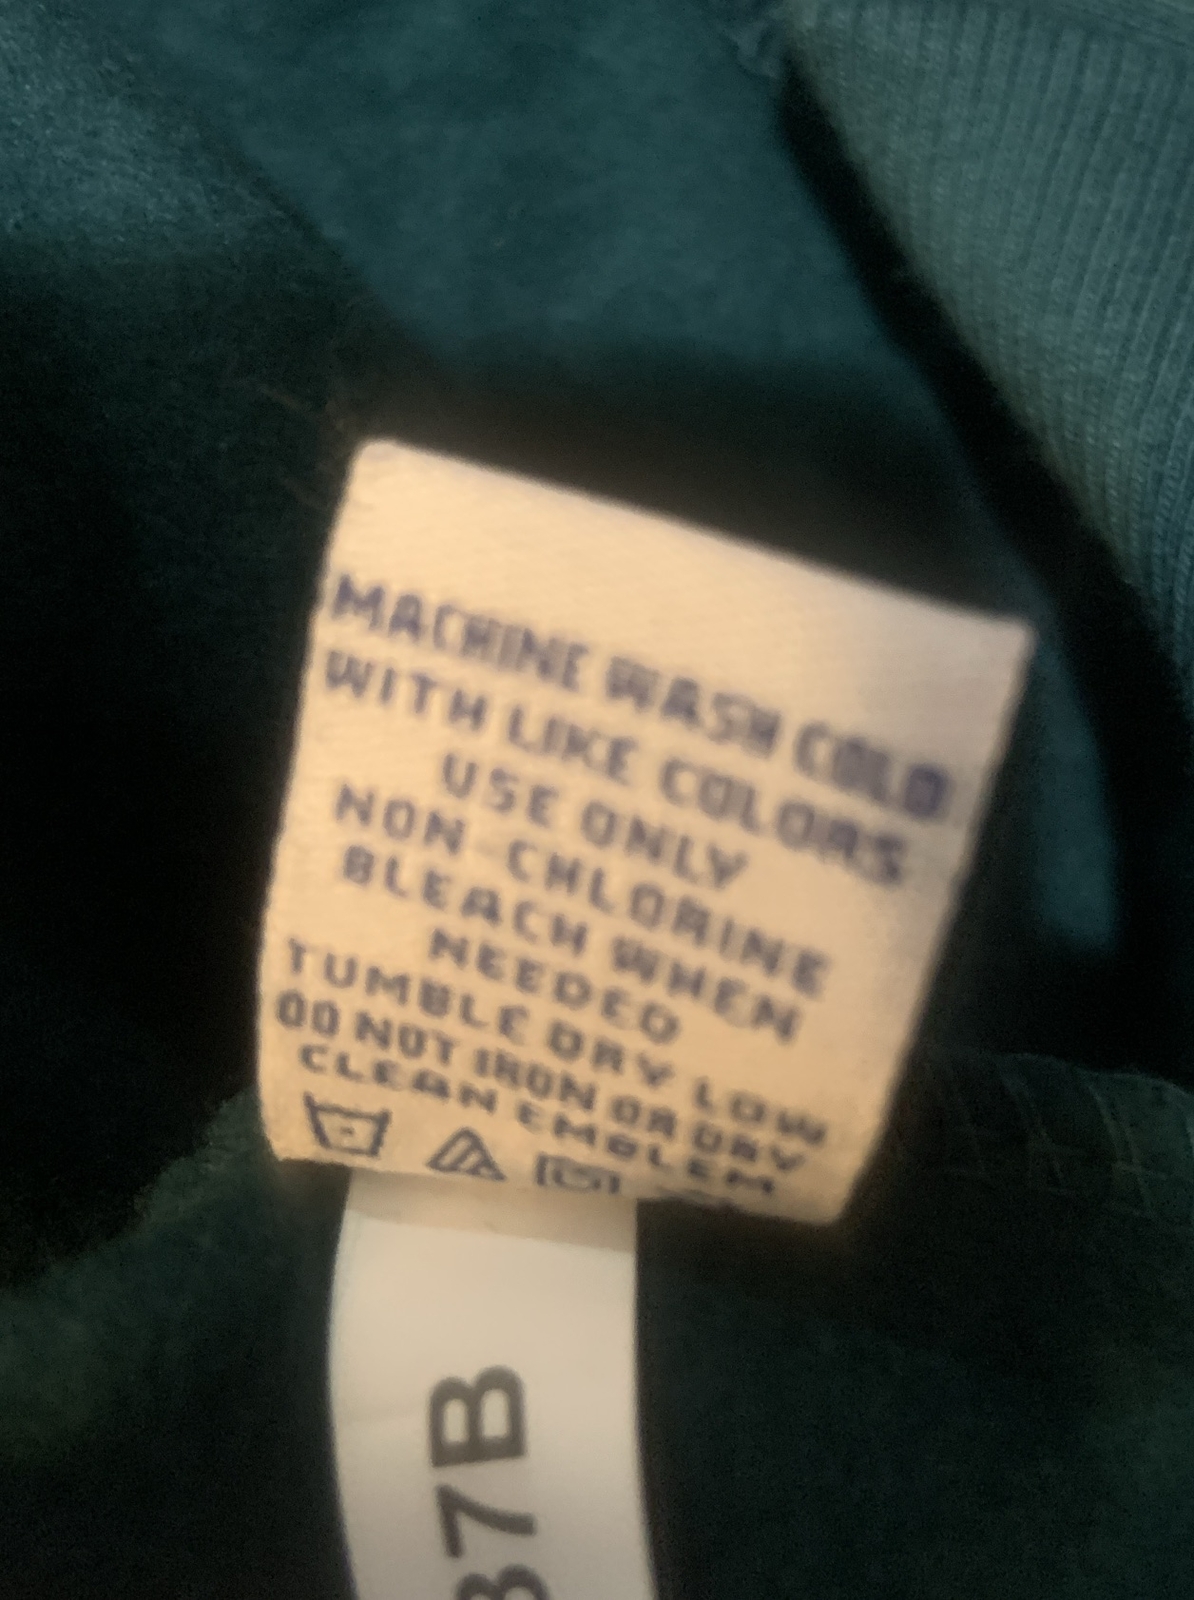 MACHINE WASH COLD
WITH LIKE COLORS
USE ONLY
NON CHLORINE
BLEACH WHEN
NEEDED
TUMBLE DRY LOW
DO NOT IRON OR DRY
CLEAN EMBLEM
37B